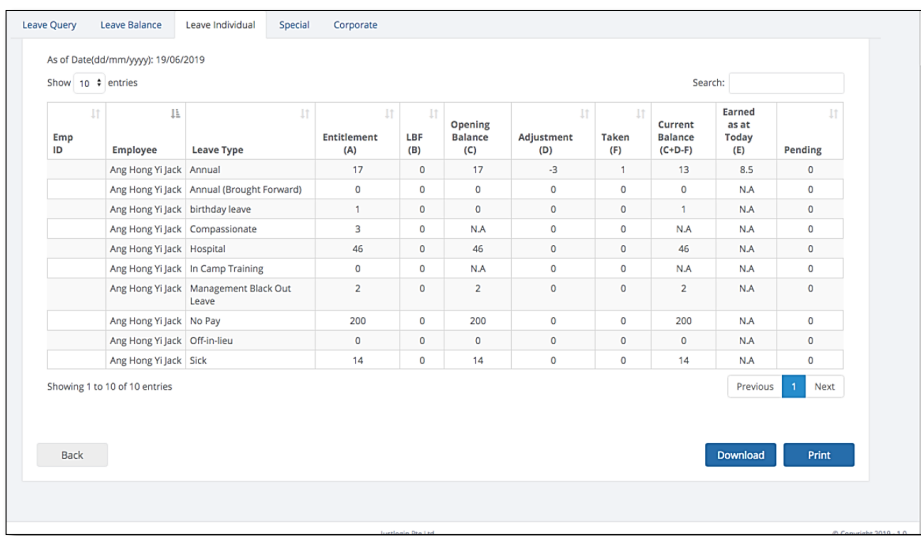 Leave Query Leave Balance Leave Individual Special Corporate
As of Date(dd/mm/yyyy): 19/06/2019
Show 10 entries Search:
Emp ID Employee Leave Type Entitlement (A) LBF (B) Opening Balance (C) Adjustment (D) Taken (F) Current Balance (C+D-F) Earned as at Today (E) Pending
Ang Hong Yi Jack Annual 17 0 17 -3 1 13 8.5 0
Ang Hong Yi Jack Annual (Brought Forward) 0 0 0 0 0 0 N.A 0
Ang Hong Yi Jack birthday leave 1 0 0 0 0 1 N.A 0
Ang Hong Yi Jack Compassionate 3 0 N.A 0 0 N.A N.A 0
Ang Hong Yi Jack Hospital 46 0 46 0 0 46 N.A 0
Ang Hong Yi Jack In Camp Training 0 0 N.A 0 0 N.A N.A 0
Ang Hong Yi Jack Management Black Out Leave 2 0 2 0 0 2 N.A 0
Ang Hong Yi Jack No Pay 200 0 200 0 0 200 N.A 0
Ang Hong Yi Jack Off-in-lieu 0 0 0 0 0 0 N.A 0
Ang Hong Yi Jack Sick 14 0 14 0 0 14 N.A 0
Showing 1 to 10 of 10 entries Previous 1 Next
Back Download Print
© Copyright 2019 - 1.0